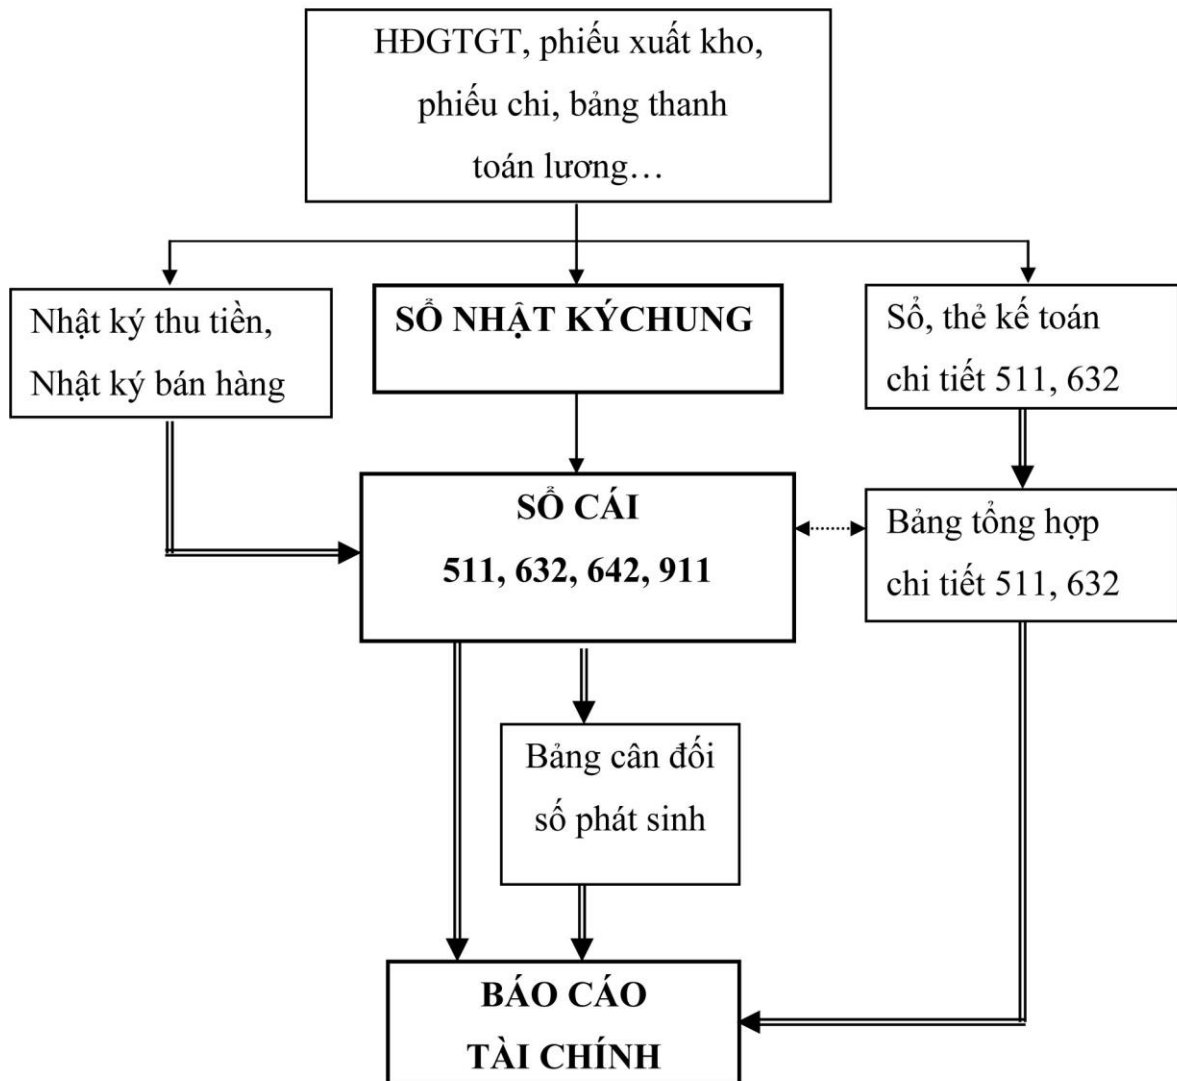 HĐGTGT, phiếu xuất kho,
phiếu chi, bảng thanh
toán lương…
Nhật ký thu tiền,
Nhật ký bán hàng
SỔ NHẬT KÝCHUNG
Sổ, thẻ kế toán
chi tiết 511, 632
SỔ CÁI
511, 632, 642, 911
Bảng tổng hợp
chi tiết 511, 632
Bảng cân đối
số phát sinh
BÁO CÁO
TÀI CHÍNH